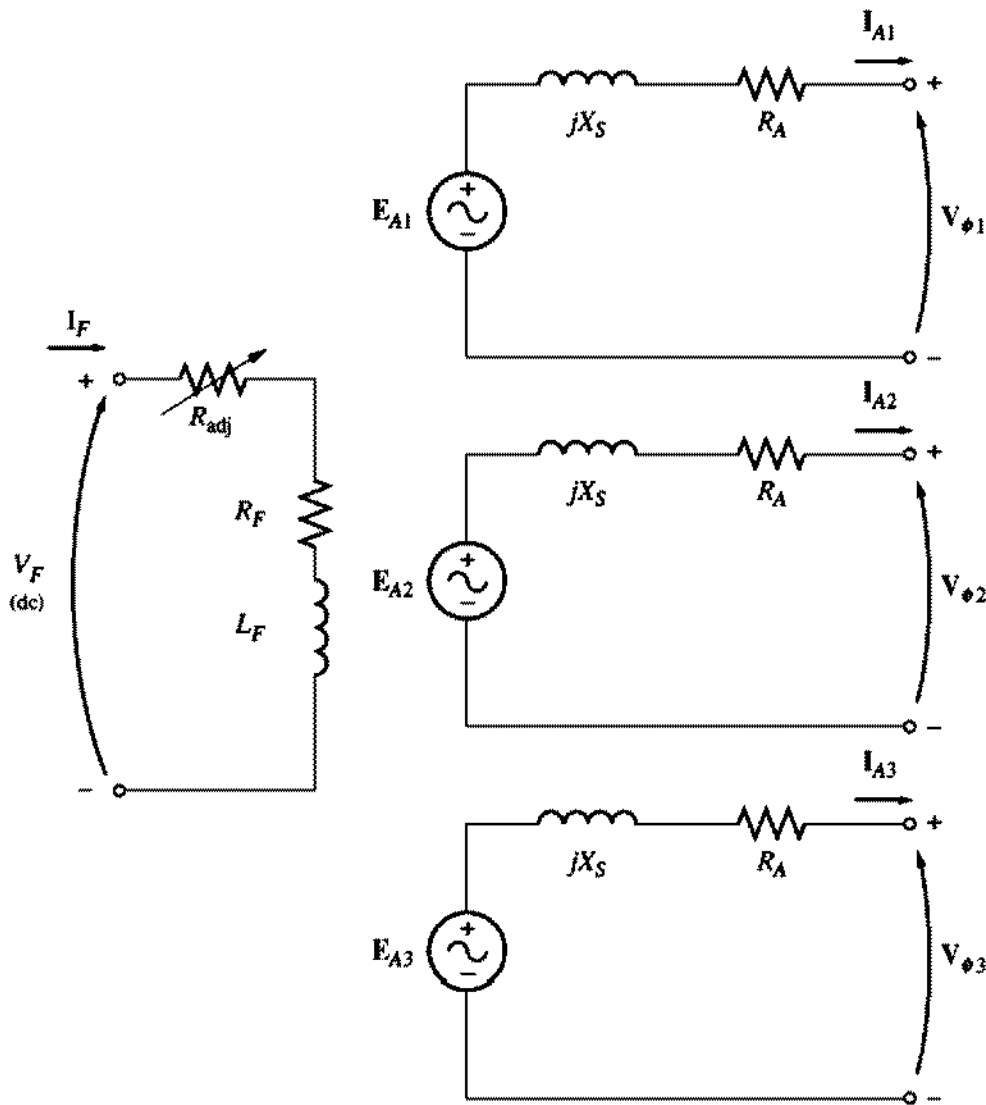 I_A1
+
jX_S
R_A
+
E_A1
−
V_ϕ1
−
I_F
+
R_adj
R_F
V_F
(dc)
L_F
−
I_A2
+
jX_S
R_A
+
E_A2
−
V_ϕ2
−
I_A3
+
jX_S
R_A
+
E_A3
−
V_ϕ3
−